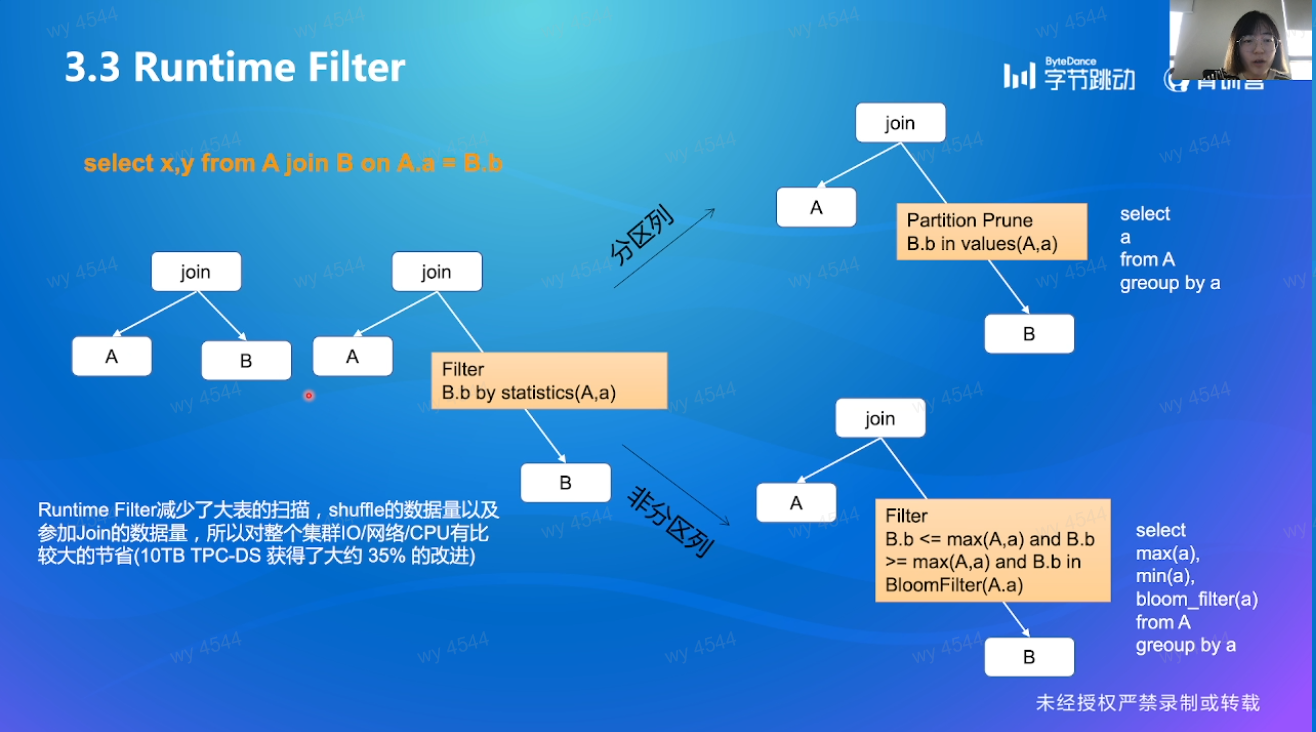 3.3 Runtime Filter
ByteDance
字节跳动
select x,y from A join B on A.a = B.b
join
A
B
join
A
Filter
B.b by statistics(A,a)
B
分区列
join
A
Partition Prune
B.b in values(A,a)
B
select
a
from A
greoup by a
非分区列
join
A
Filter
B.b <= max(A,a) and B.b
>= max(A,a) and B.b in
BloomFilter(A.a)
B
select
max(a),
min(a),
bloom_filter(a)
from A
greoup by a
Runtime Filter减少了大表的扫描，shuffle的数据量以及
参加Join的数据量，所以对整个集群IO/网络/CPU有比
较大的节省(10TB TPC-DS 获得了大约 35% 的改进)
未经授权严禁录制或转载
wy 4544